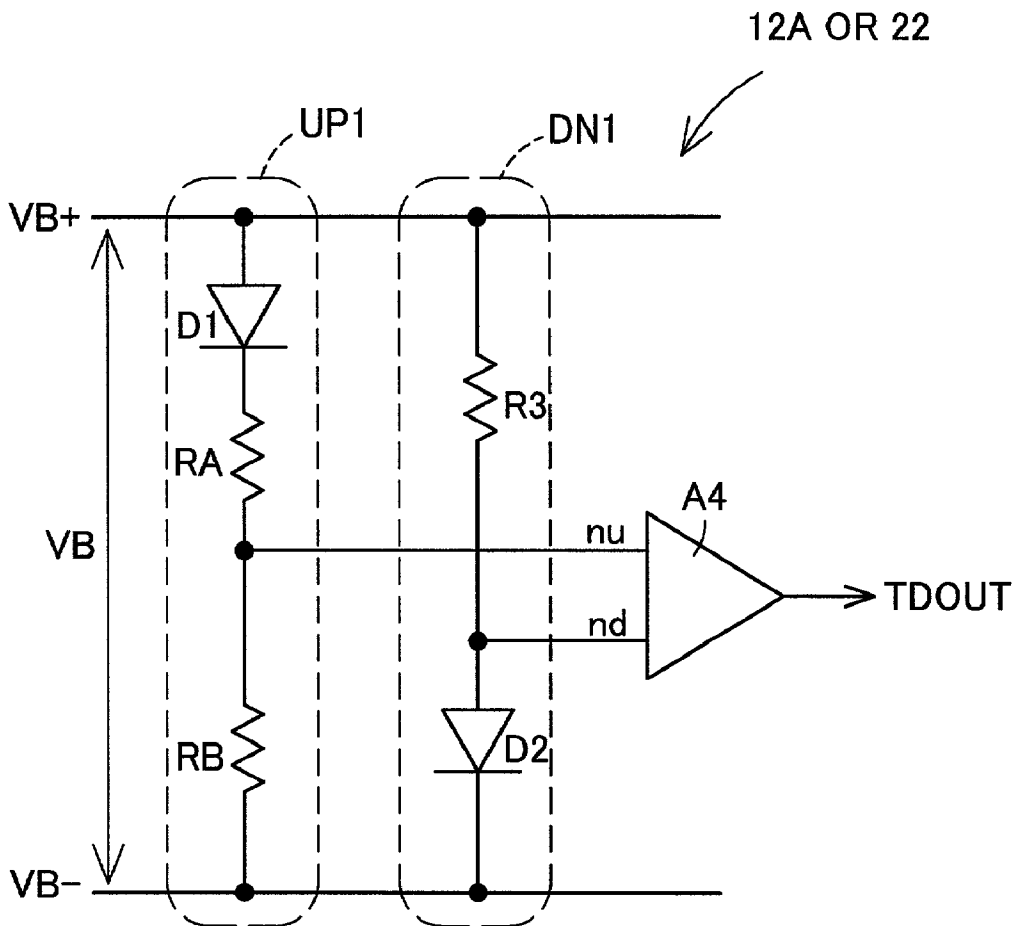 12A OR 22
UP1
DN1
VB+
D1
R3
RA
A4
VB
nu
TDOUT
nd
RB
D2
VB-